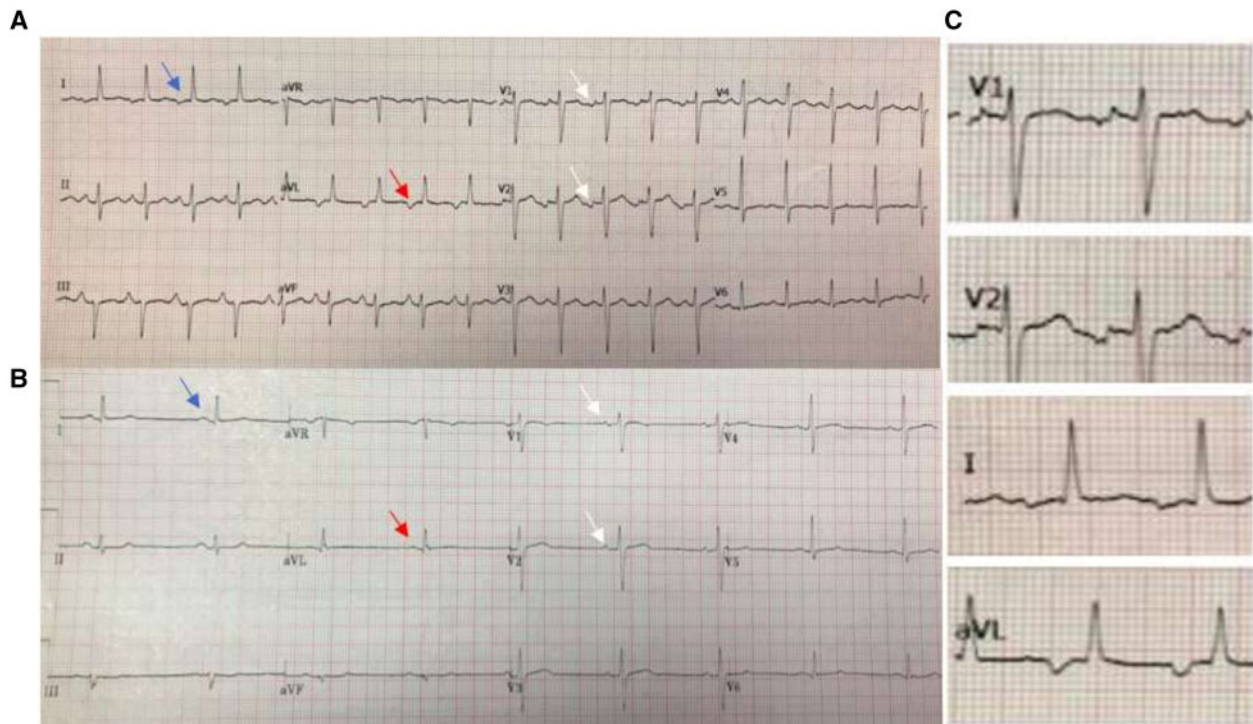 A
C
I aVR V1 V4
II aVL V2 V5
III aVF V3 V6
B
I aVR V1 V4
II aVL V2 V5
III aVF V3 V6
V1
V2
I
aVL